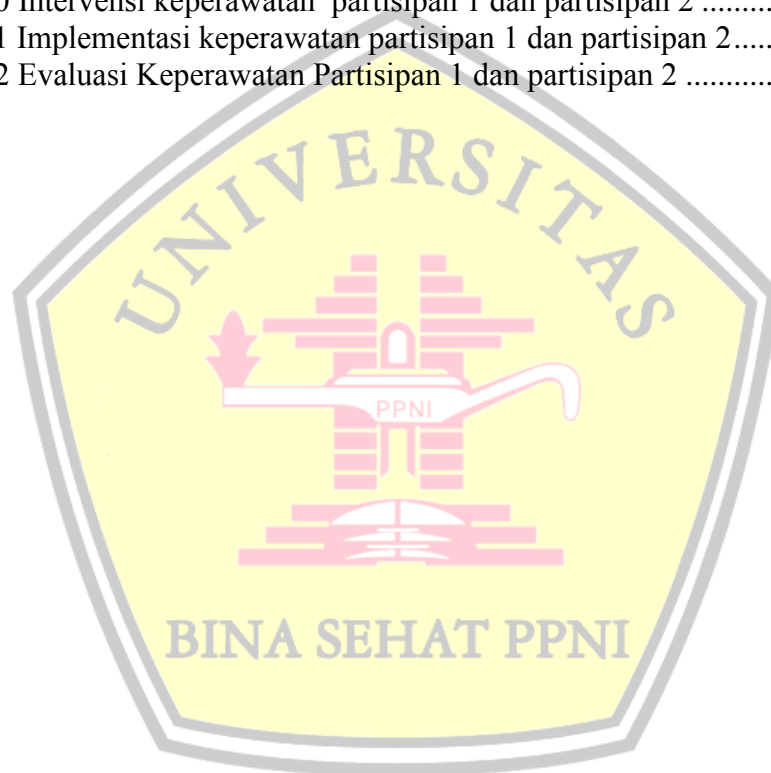 0 Intervensi keperawatan partisipan 1 dan partisipan 2 .........
1 Implementasi keperawatan partisipan 1 dan partisipan 2.....
2 Evaluasi Keperawatan Partisipan 1 dan partisipan 2 ...........
UNIVERSITAS
PPNI
BINA SEHAT PPNI